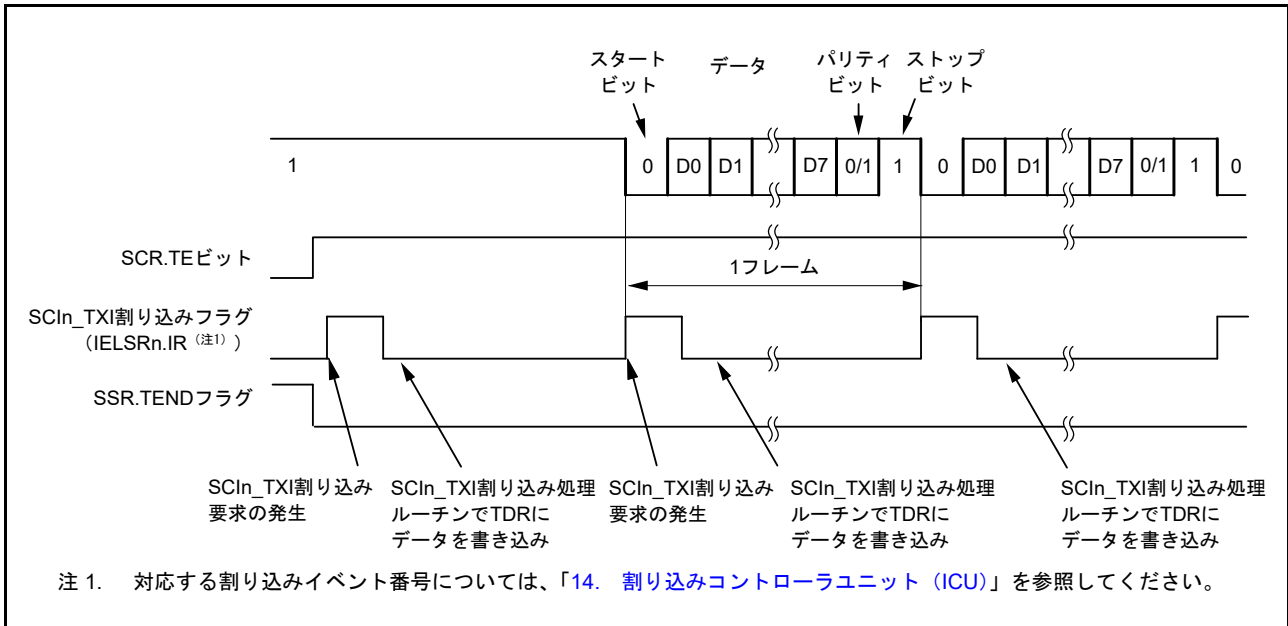 スタート
ビット
データ
パリティ
ビット
ストップ
ビット
1
0
D0
D1
D7
0/1
1
0
D0
D1
D7
0/1
1
0
SCR.TEビット
1フレーム
SCIn_TXI割り込みフラグ
（IELSRn.IR（注1））
SSR.TENDフラグ
SCIn_TXI割り込み
要求の発生
SCIn_TXI割り込み処理
ルーチンでTDRに
データを書き込み
SCIn_TXI割り込み
要求の発生
SCIn_TXI割り込み処理
ルーチンでTDRに
データを書き込み
SCIn_TXI割り込み処理
ルーチンでTDRに
データを書き込み
注 1. 対応する割り込みイベント番号については、「14. 割り込みコントローラユニット（ICU）」を参照してください。